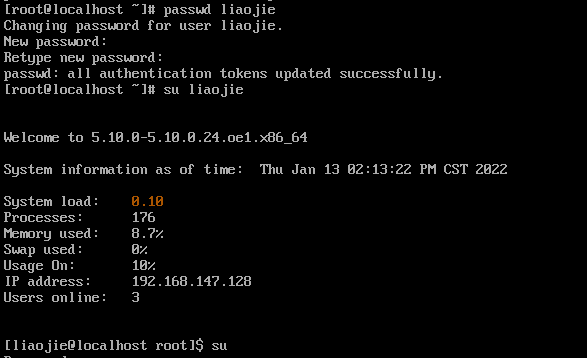 [root@localhost ~]# passwd liaojie
Changing password for user liaojie.
New password:
Retype new password:
passwd: all authentication tokens updated successfully.
[root@localhost ~]# su liaojie
Welcome to 5.10.0-5.10.0.24.oe1.x86_64
System information as of time:  Thu Jan 13 02:13:22 PM CST 2022
System load:    0.10
Processes:      176
Memory used:    8.7%
Swap used:      0%
Usage On:       10%
IP address:     192.168.147.128
Users online:   3
[liaojie@localhost root]$ su